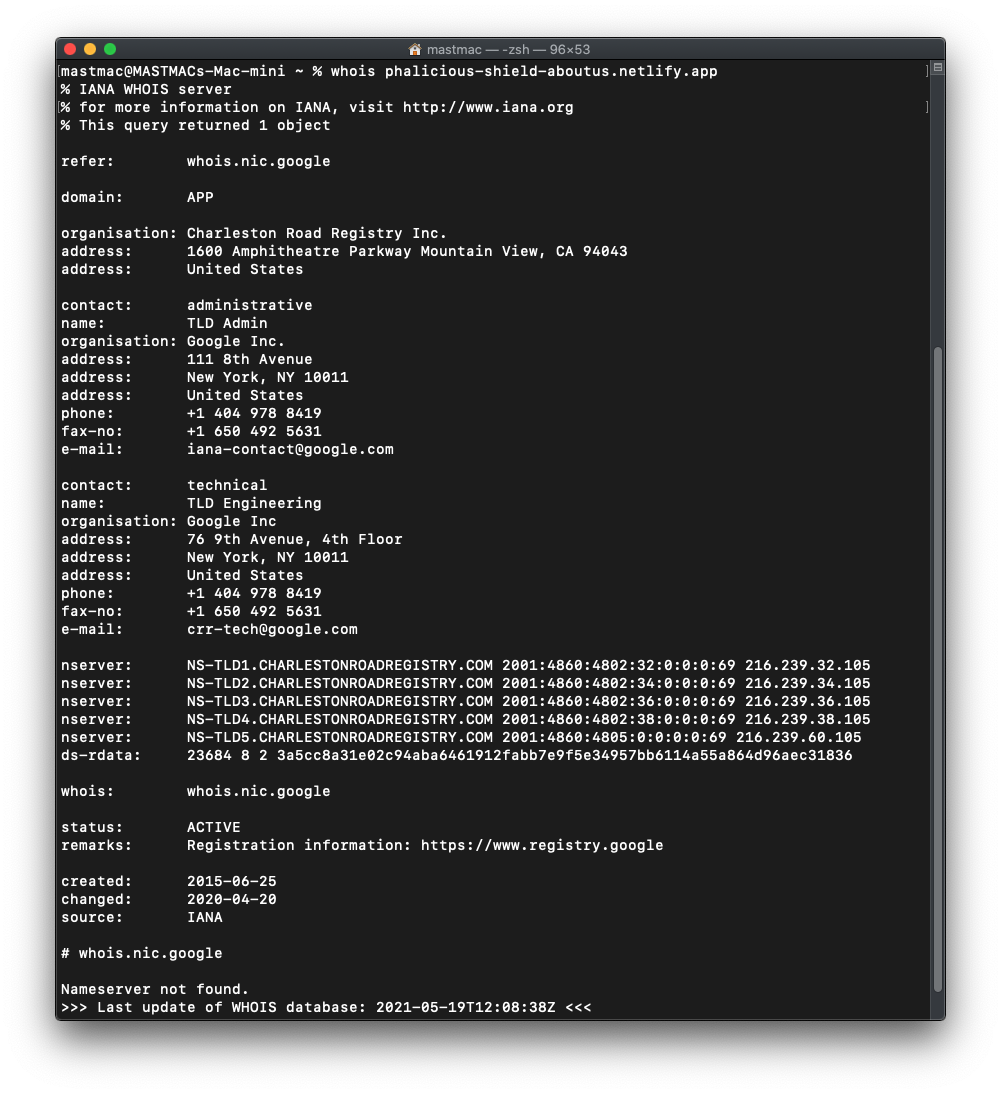 mastmac — -zsh — 96×53
[mastmac@MASTMACs-Mac-mini ~ % whois phalicious-shield-aboutus.netlify.app ]
% IANA WHOIS server
[% for more information on IANA, visit http://www.iana.org ]
% This query returned 1 object
refer: whois.nic.google
domain: APP
organisation: Charleston Road Registry Inc.
address: 1600 Amphitheatre Parkway Mountain View, CA 94043
address: United States
contact: administrative
name: TLD Admin
organisation: Google Inc.
address: 111 8th Avenue
address: New York, NY 10011
address: United States
phone: +1 404 978 8419
fax-no: +1 650 492 5631
e-mail: iana-contact@google.com
contact: technical
name: TLD Engineering
organisation: Google Inc
address: 76 9th Avenue, 4th Floor
address: New York, NY 10011
address: United States
phone: +1 404 978 8419
fax-no: +1 650 492 5631
e-mail: crr-tech@google.com
nserver: NS-TLD1.CHARLESTONROADREGISTRY.COM 2001:4860:4802:32:0:0:0:69 216.239.32.105
nserver: NS-TLD2.CHARLESTONROADREGISTRY.COM 2001:4860:4802:34:0:0:0:69 216.239.34.105
nserver: NS-TLD3.CHARLESTONROADREGISTRY.COM 2001:4860:4802:36:0:0:0:69 216.239.36.105
nserver: NS-TLD4.CHARLESTONROADREGISTRY.COM 2001:4860:4802:38:0:0:0:69 216.239.38.105
nserver: NS-TLD5.CHARLESTONROADREGISTRY.COM 2001:4860:4805:0:0:0:0:69 216.239.60.105
ds-rdata: 23684 8 2 3a5cc8a31e02c94aba6461912fabb7e9f5e34957bb6114a55a864d96aec31836
whois: whois.nic.google
status: ACTIVE
remarks: Registration information: https://www.registry.google
created: 2015-06-25
changed: 2020-04-20
source: IANA
# whois.nic.google
Nameserver not found.
>>> Last update of WHOIS database: 2021-05-19T12:08:38Z <<<